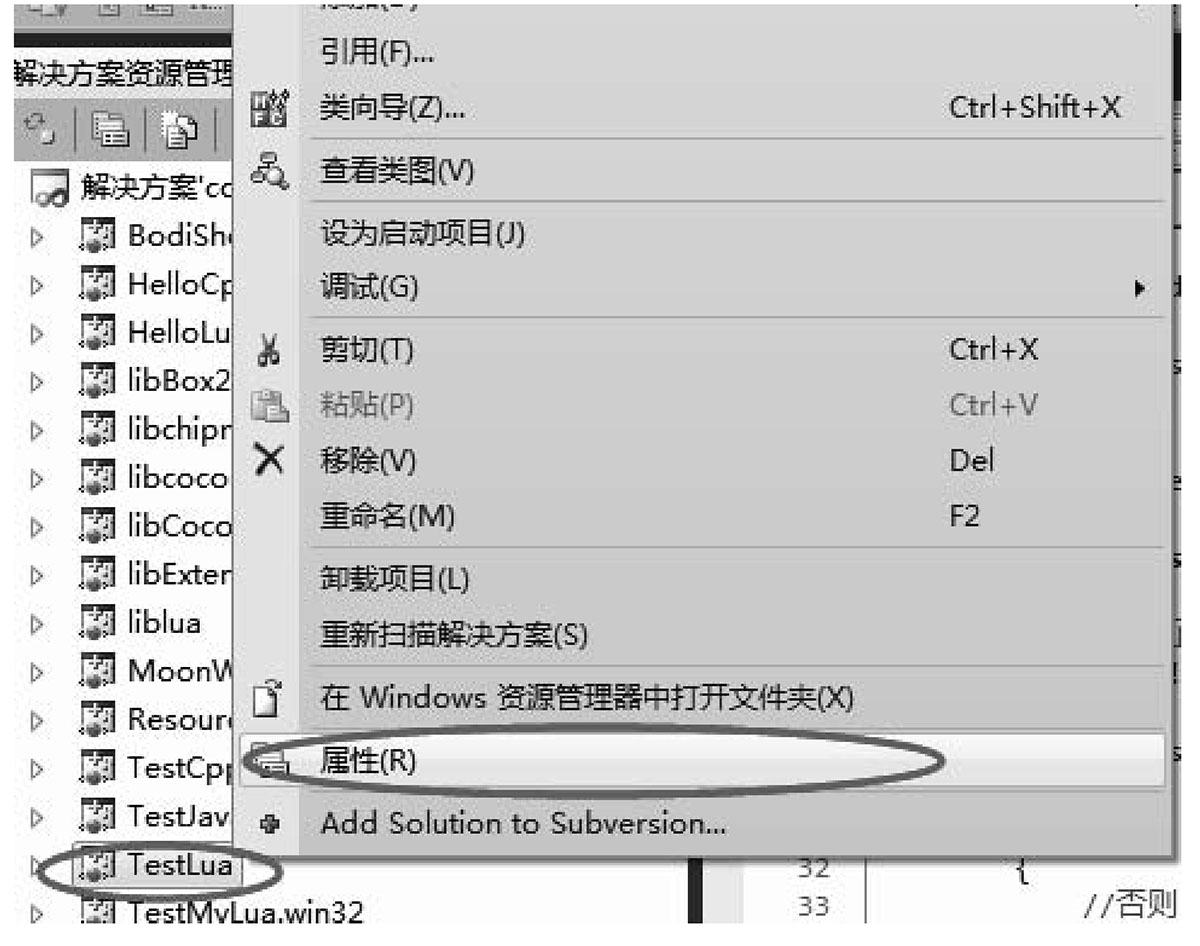 引用(F)...
类向导(Z)... Ctrl+Shift+X
查看类图(V)
设为启动项目(J)
调试(G)
剪切(T) Ctrl+X
粘贴(P) Ctrl+V
移除(V) Del
重命名(M) F2
卸载项目(L)
重新扫描解决方案(S)
在 Windows 资源管理器中打开文件夹(X)
属性(R)
Add Solution to Subversion...
解决方案资源管理
解决方案'co
BodiSh
HelloCp
HelloLu
libBox2
libchipr
libcoco
libCoco
libExter
liblua
MoonW
Resour
TestCpp
TestJav
TestLua
TestMyLua.win32
32 {
33 //否则